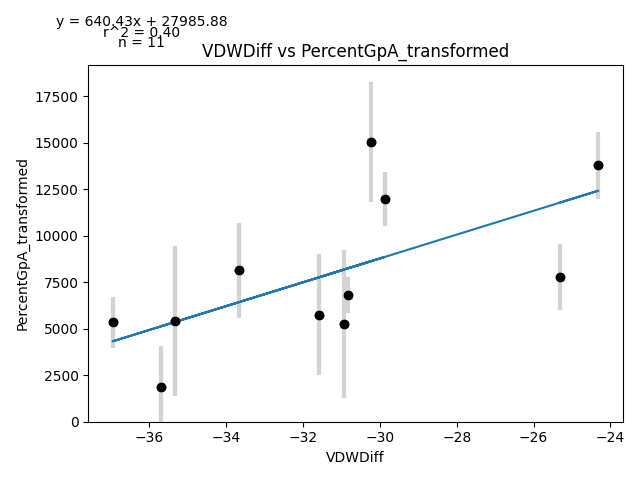 y = 640.43x + 27985.88
r^2 = 0.40
n = 11
VDWDiff vs PercentGpA_transformed
17500
15000
12500
10000
7500
5000
2500
0
PercentGpA_transformed
−36
−34
−32
−30
−28
−26
−24
VDWDiff